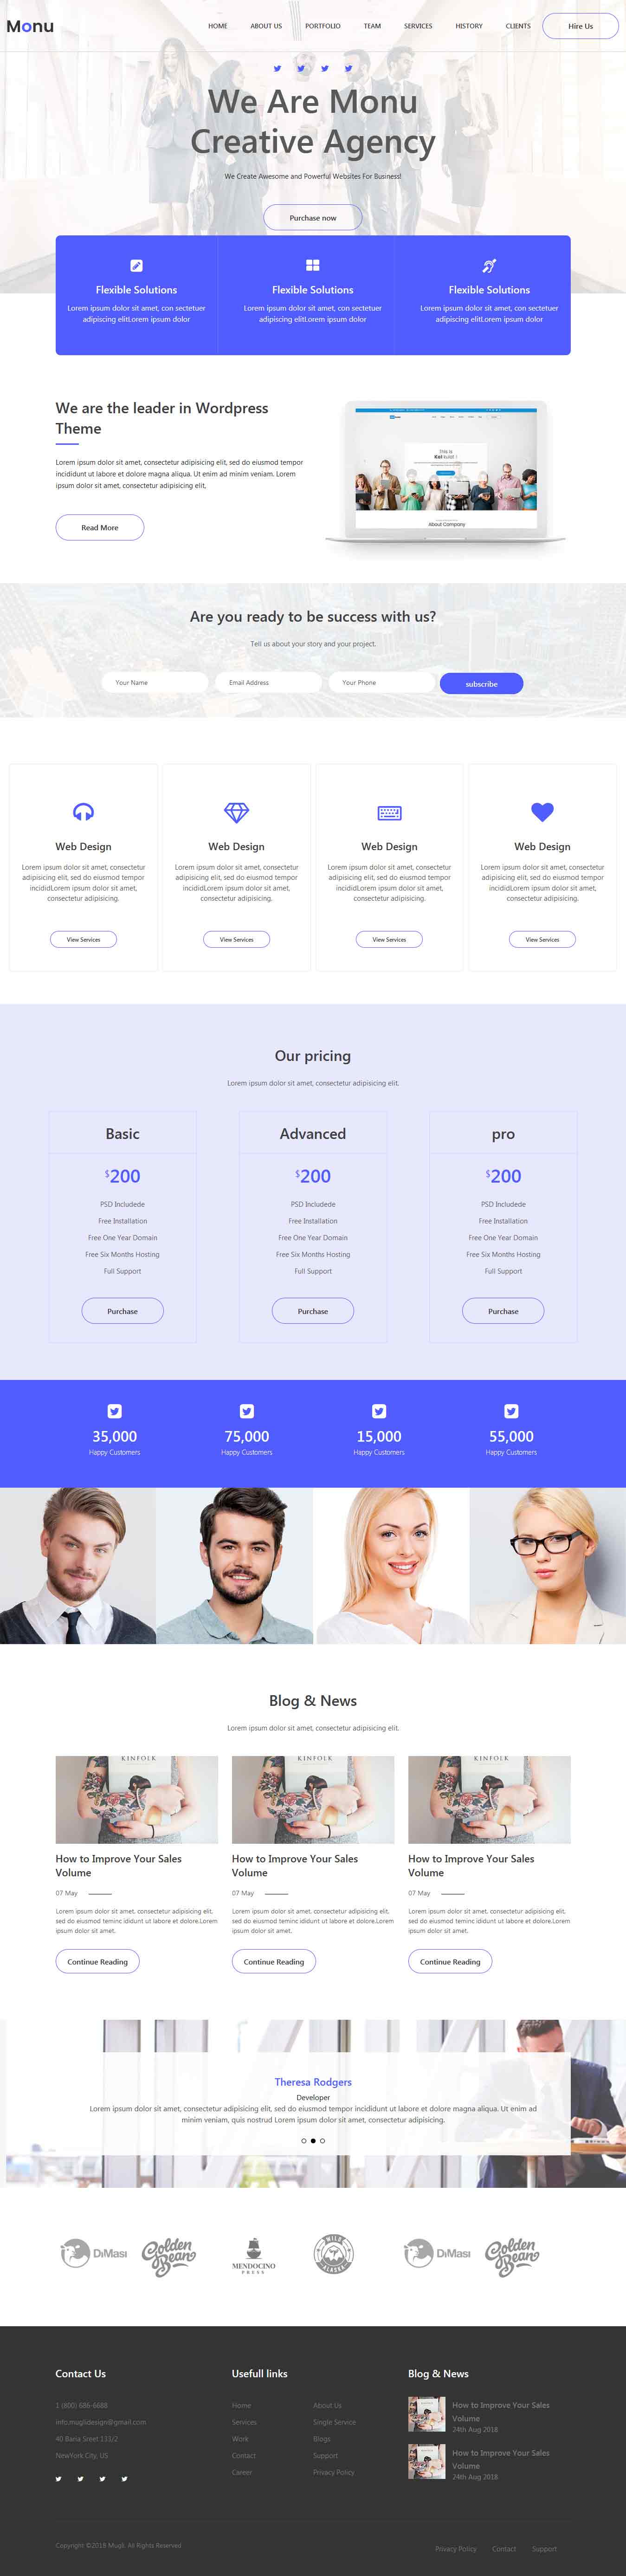 Monu
HOME ABOUT US PORTFOLIO TEAM SERVICES HISTORY CLIENTS Hire Us
We Are Monu
Creative Agency
We Create Awesome and Powerful Websites For Business!
Purchase now
Flexible Solutions
Lorem ipsum dolor sit amet, con sectetuer
adipiscing elitLorem ipsum dolor
Flexible Solutions
Lorem ipsum dolor sit amet, con sectetuer
adipiscing elitLorem ipsum dolor
Flexible Solutions
Lorem ipsum dolor sit amet, con sectetuer
adipiscing elitLorem ipsum dolor
We are the leader in Wordpress
Theme
Lorem ipsum dolor sit amet, consectetur adipisicing elit, sed do eiusmod tempor
incididunt ut labore et dolore magna aliqua. Ut enim ad minim veniam. Lorem
ipsum dolor sit amet, consectetur adipisicing elit,
Read More
This is
About Company
Are you ready to be success with us?
Tell us about your story and your project.
Your Name
Email Address
Your Phone
subscribe
Web Design
Lorem ipsum dolor sit amet, consectetur
adipisicing elit, sed do eiusmod tempor
incididLorem ipsum dolor sit amet,
consectetur adipisicing.
View Services
Web Design
Lorem ipsum dolor sit amet, consectetur
adipisicing elit, sed do eiusmod tempor
incididLorem ipsum dolor sit amet,
consectetur adipisicing.
View Services
Web Design
Lorem ipsum dolor sit amet, consectetur
adipisicing elit, sed do eiusmod tempor
incididLorem ipsum dolor sit amet,
consectetur adipisicing.
View Services
Web Design
Lorem ipsum dolor sit amet, consectetur
adipisicing elit, sed do eiusmod tempor
incididLorem ipsum dolor sit amet,
consectetur adipisicing.
View Services
Our pricing
Lorem ipsum dolor sit amet, consectetur adipisicing elit.
Basic
$200
PSD Includede
Free Installation
Free One Year Domain
Free Six Months Hosting
Full Support
Purchase
Advanced
$200
PSD Includede
Free Installation
Free One Year Domain
Free Six Months Hosting
Full Support
Purchase
pro
$200
PSD Includede
Free Installation
Free One Year Domain
Free Six Months Hosting
Full Support
Purchase
35,000
Happy Customers
75,000
Happy Customers
15,000
Happy Customers
55,000
Happy Customers
Blog & News
Lorem ipsum dolor sit amet, consectetur adipisicing elit.
KINFOLK
How to Improve Your Sales
Volume
07 May
Lorem ipsum dolor sit amet, consectetur adipisicing elit,
sed do eiusmod teminc ididunt ut labore et dolore.Lorem
ipsum dolor sit amet.
Continue Reading
KINFOLK
How to Improve Your Sales
Volume
07 May
Lorem ipsum dolor sit amet, consectetur adipisicing elit,
sed do eiusmod teminc ididunt ut labore et dolore.Lorem
ipsum dolor sit amet.
Continue Reading
KINFOLK
How to Improve Your Sales
Volume
07 May
Lorem ipsum dolor sit amet, consectetur adipisicing elit,
sed do eiusmod teminc ididunt ut labore et dolore.Lorem
ipsum dolor sit amet.
Continue Reading
Theresa Rodgers
Developer
Lorem ipsum dolor sit amet, consectetur adipisicing elit, sed do eiusmod tempor incididunt ut labore et dolore magna aliqua. Ut enim ad
minim veniam, quis nostrud Lorem ipsum dolor sit amet, consectetur adipisicing.
DiMasi
Golden
Bean
MENDOCINO
PRESS
WILD
ALASKA
DiMasi
Golden
Bean
Contact Us
1 (800) 686-6688
info.muglidesign@gmail.com
40 Baria Sreet 133/2
NewYork City, US
Usefull links
Home
Services
Work
Contact
Career
About Us
Single Service
Blogs
Support
Privacy Policy
Blog & News
How to Improve Your Sales
Volume
24th Aug 2018
How to Improve Your Sales
Volume
24th Aug 2018
Copyright ©2018 Mugli. All Rights Reserved
Privacy Policy Contact Support